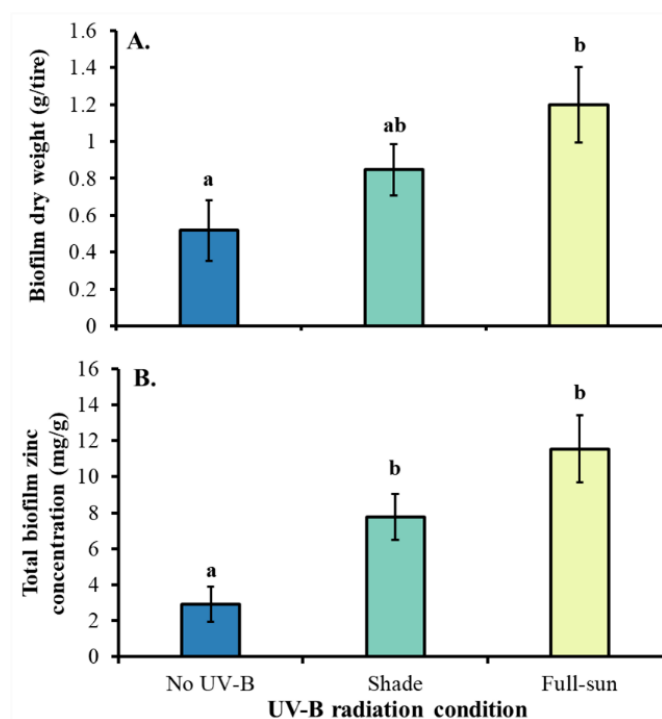 A.
Biofilm dry weight (g/tire)
1.6
1.4
1.2
1
0.8
0.6
0.4
0.2
0
a
ab
b
B.
Total biofilm zinc
concentration (mg/g)
16
14
12
10
8
6
4
2
0
a
b
b
No UV-B Shade Full-sun
UV-B radiation condition